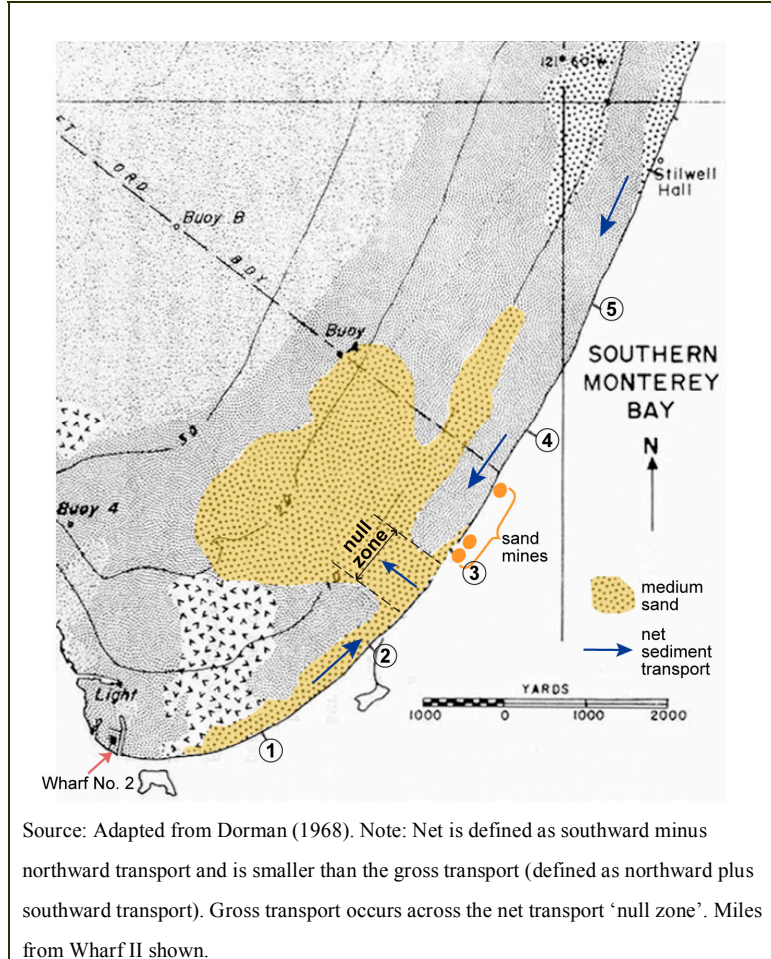 121° 50'W
Stilwell
Hall
FT. ORD BDY
Buoy B
Buoy
5
SOUTHERN
MONTEREY
BAY
N
4
50
Buoy 4
null
zone
sand
mines
3
medium
sand
net
sediment
transport
2
Light
YARDS
1000 0 1000 2000
1
Wharf No. 2
Source: Adapted from Dorman (1968). Note: Net is defined as southward minus
northward transport and is smaller than the gross transport (defined as northward plus
southward transport). Gross transport occurs across the net transport ‘null zone’. Miles
from Wharf II shown.